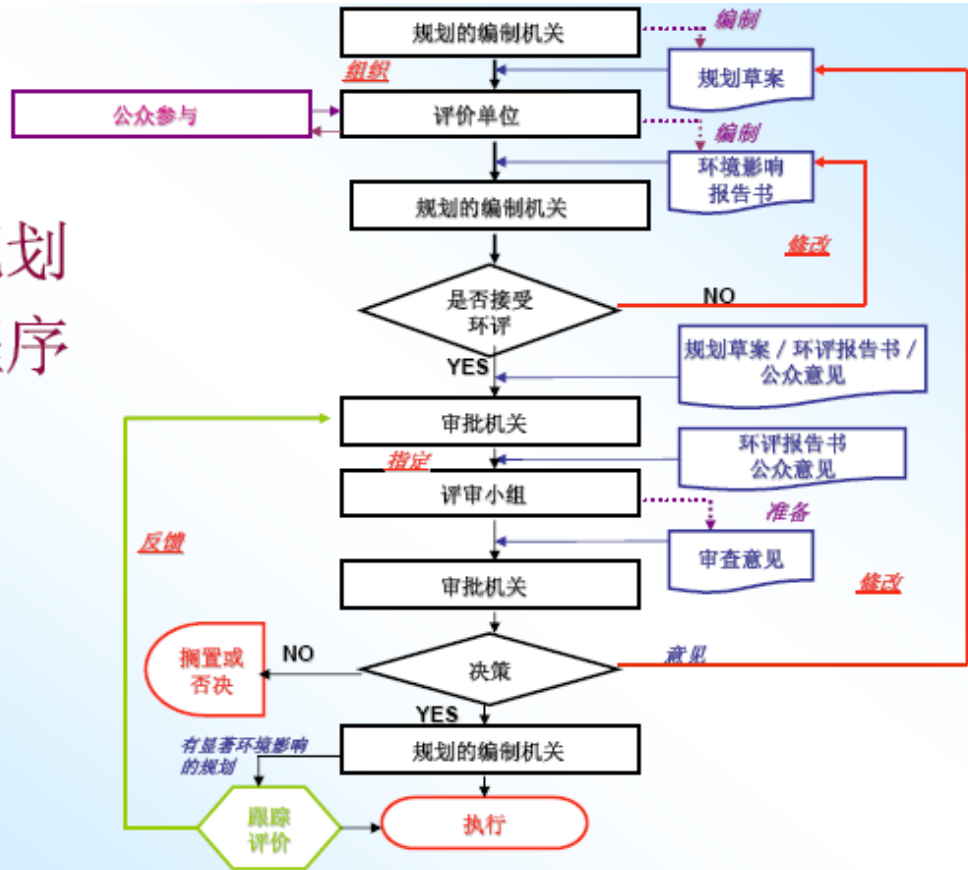 规划的编制机关
编制
组织
规划草案
公众参与
评价单位
编制
环境影响
报告书
规划的编制机关
划
序
修改
是否接受
环评
NO
YES
规划草案 / 环评报告书 /
公众意见
审批机关
指定
环评报告书
公众意见
评审小组
准备
反馈
审查意见
审批机关
修改
搁置或
否决
NO
决策
意见
YES
有显著环境影响
的规划
规划的编制机关
跟踪
评价
执行